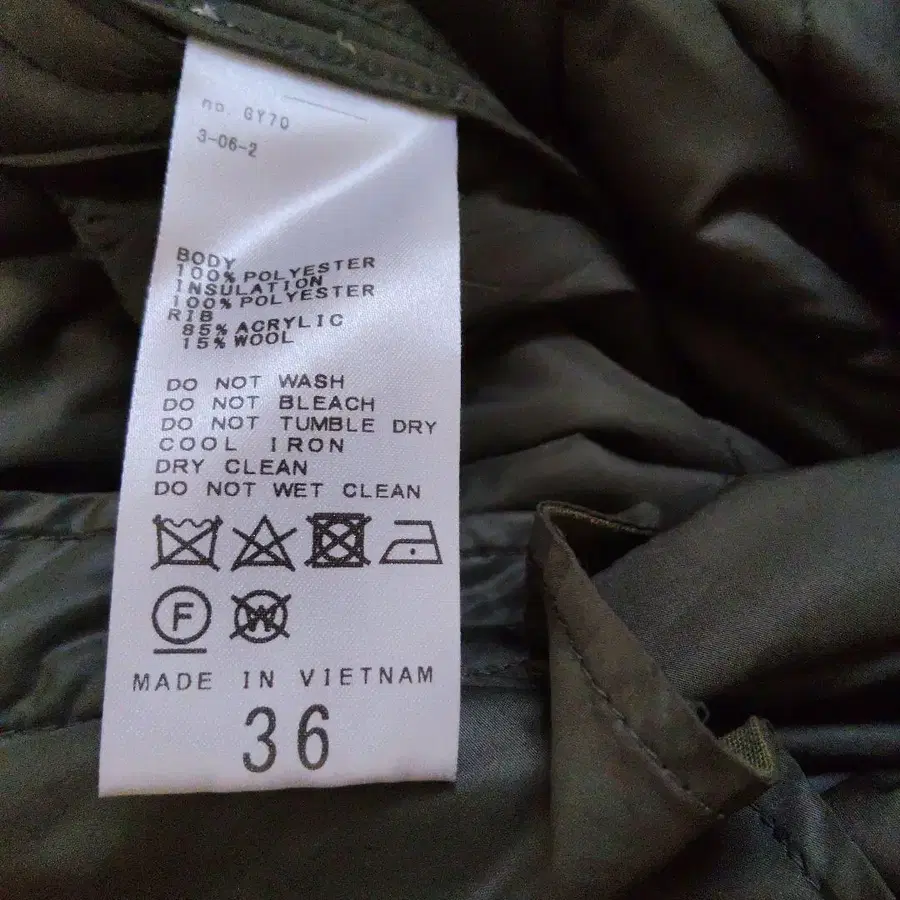 no. GY70
3-06-2
BODY
100% POLYESTER
INSULATION
100% POLYESTER
RIB
85% ACRYLIC
15% WOOL
DO NOT WASH
DO NOT BLEACH
DO NOT TUMBLE DRY
COOL IRON
DRY CLEAN
DO NOT WET CLEAN
F W
MADE IN VIETNAM
36